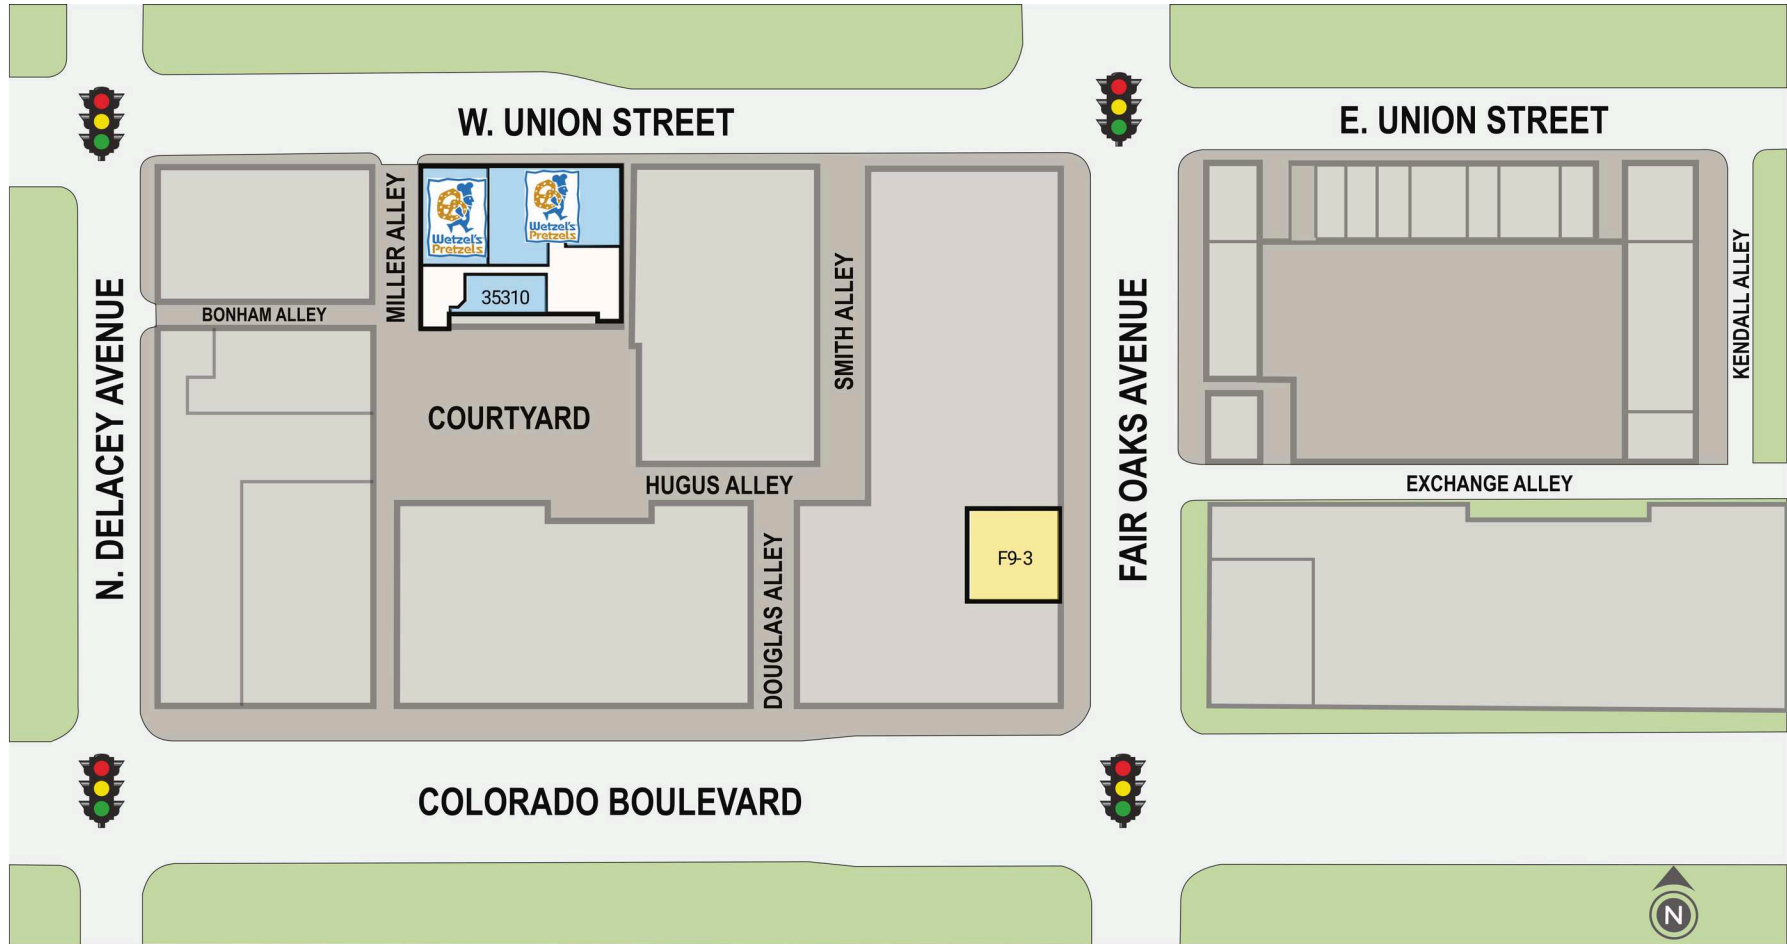 W. UNION STREET
E. UNION STREET
MILLER ALLEY
Wetzel's
Pretzels
Wetzel's
Pretzels
35310
BONHAM ALLEY
N. DELACEY AVENUE
COURTYARD
SMITH ALLEY
HUGUS ALLEY
DOUGLAS ALLEY
F9-3
FAIR OAKS AVENUE
KENDALL ALLEY
EXCHANGE ALLEY
COLORADO BOULEVARD
N